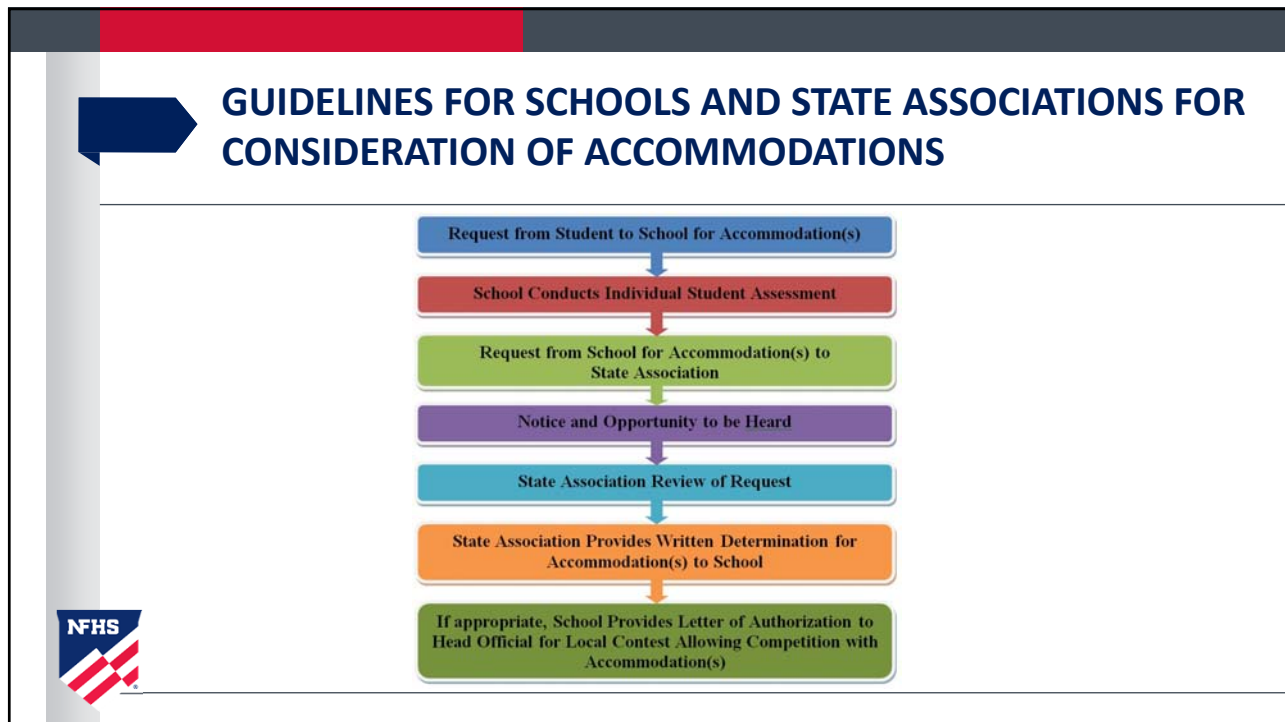 GUIDELINES FOR SCHOOLS AND STATE ASSOCIATIONS FOR
CONSIDERATION OF ACCOMMODATIONS
Request from Student to School for Accommodation(s)
School Conducts Individual Student Assessment
Request from School for Accommodation(s) to
State Association
Notice and Opportunity to be Heard
State Association Review of Request
State Association Provides Written Determination for
Accommodation(s) to School
If appropriate, School Provides Letter of Authorization to
Head Official for Local Contest Allowing Competition with
Accommodation(s)
NFHS
®